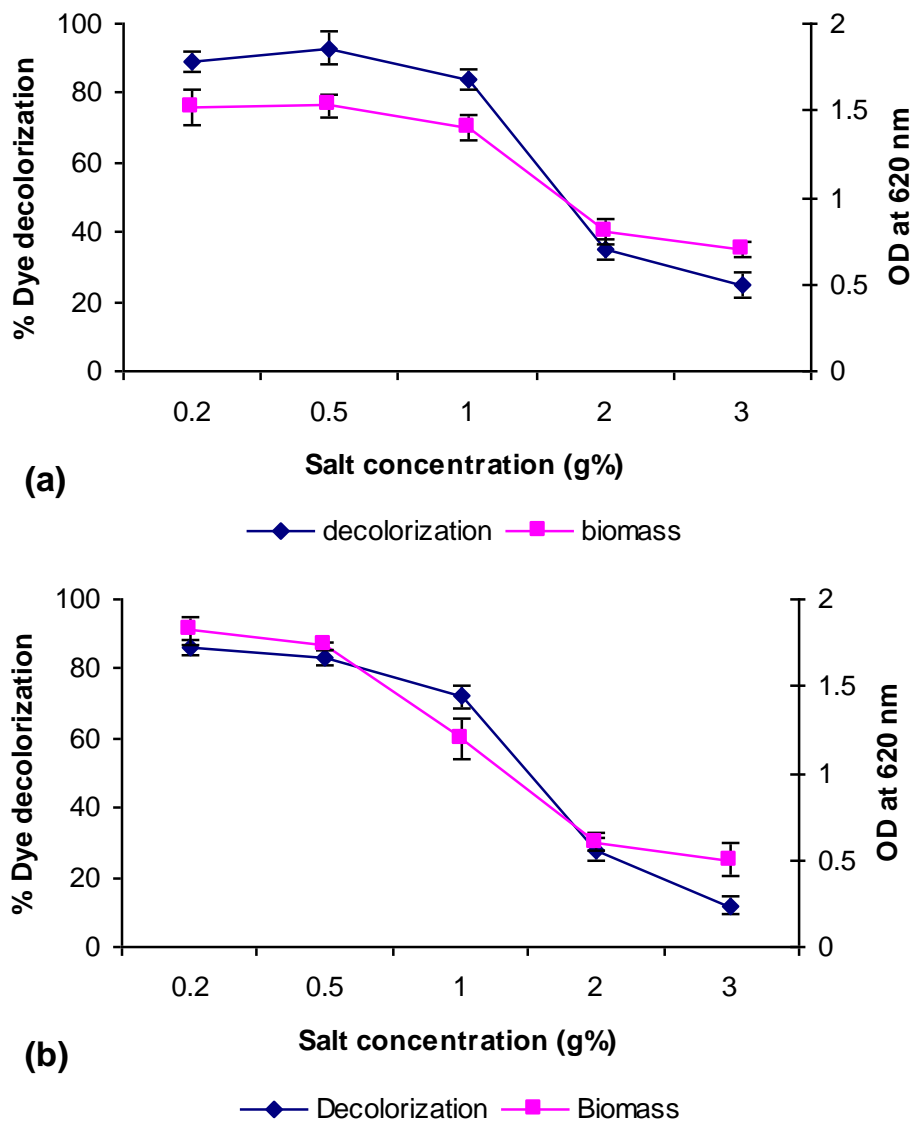 100
80
60
40
20
0
% Dye decolorization
2
1.5
1
0.5
0
OD at 620 nm
0.2 0.5 1 2 3
Salt concentration (g%)
(a)
decolorization biomass
100
80
60
40
20
0
% Dye decolorization
2
1.5
1
0.5
0
OD at 620 nm
0.2 0.5 1 2 3
Salt concentration (g%)
(b)
Decolorization Biomass